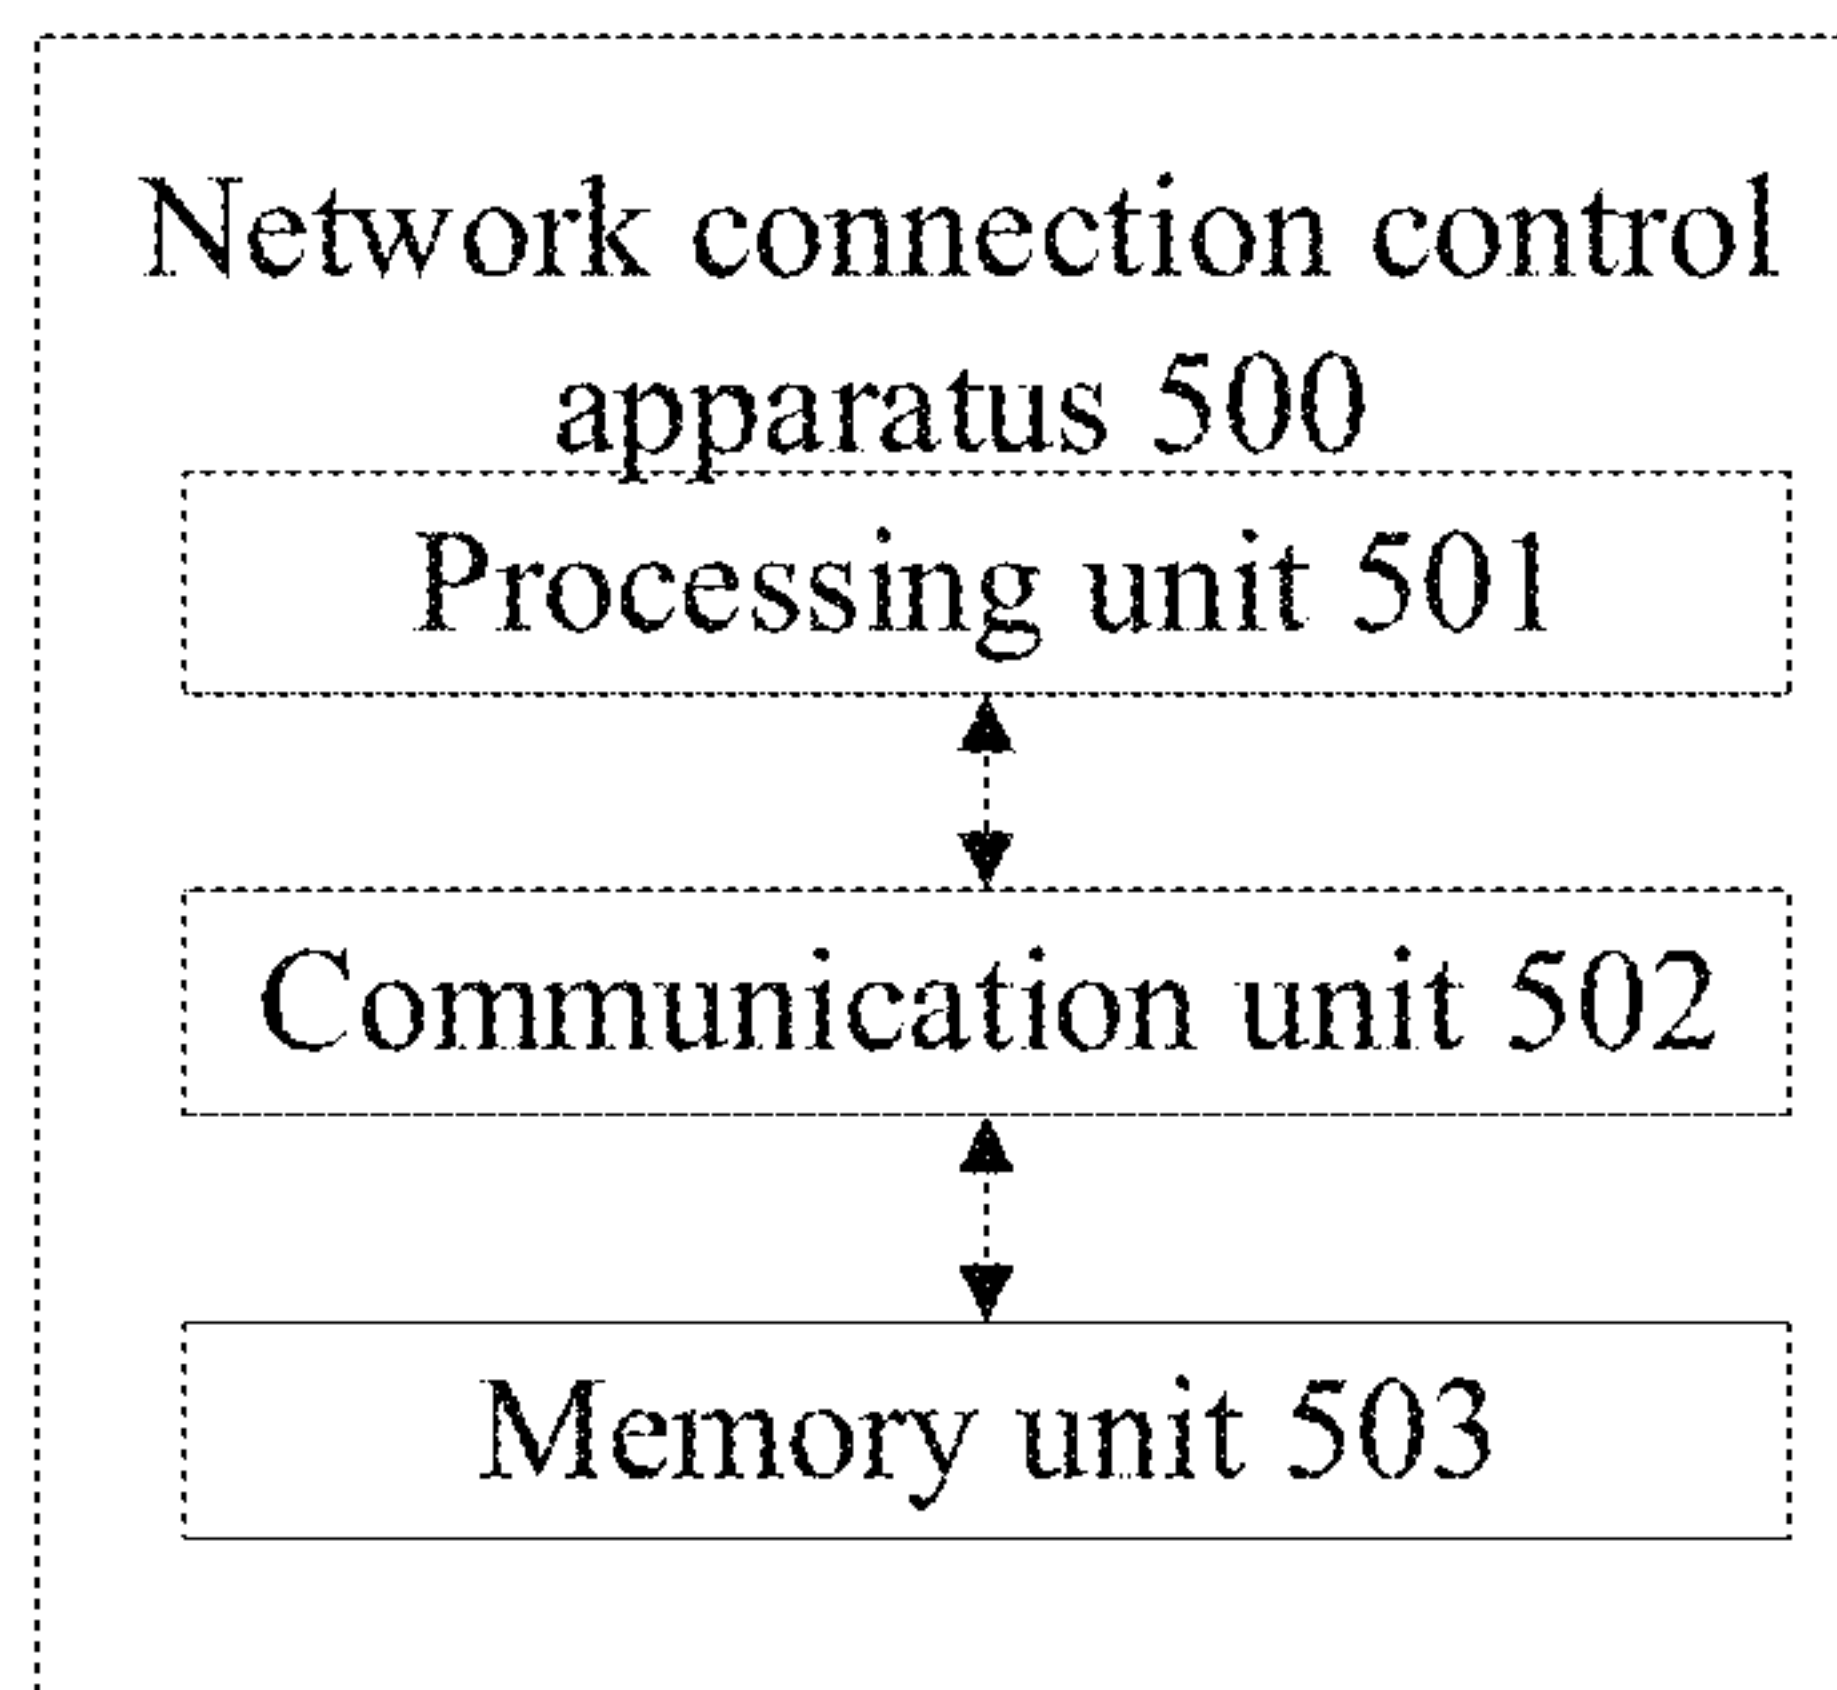 Network connection control
apparatus 500
Processing unit 501
Communication unit 502
Memory unit 503